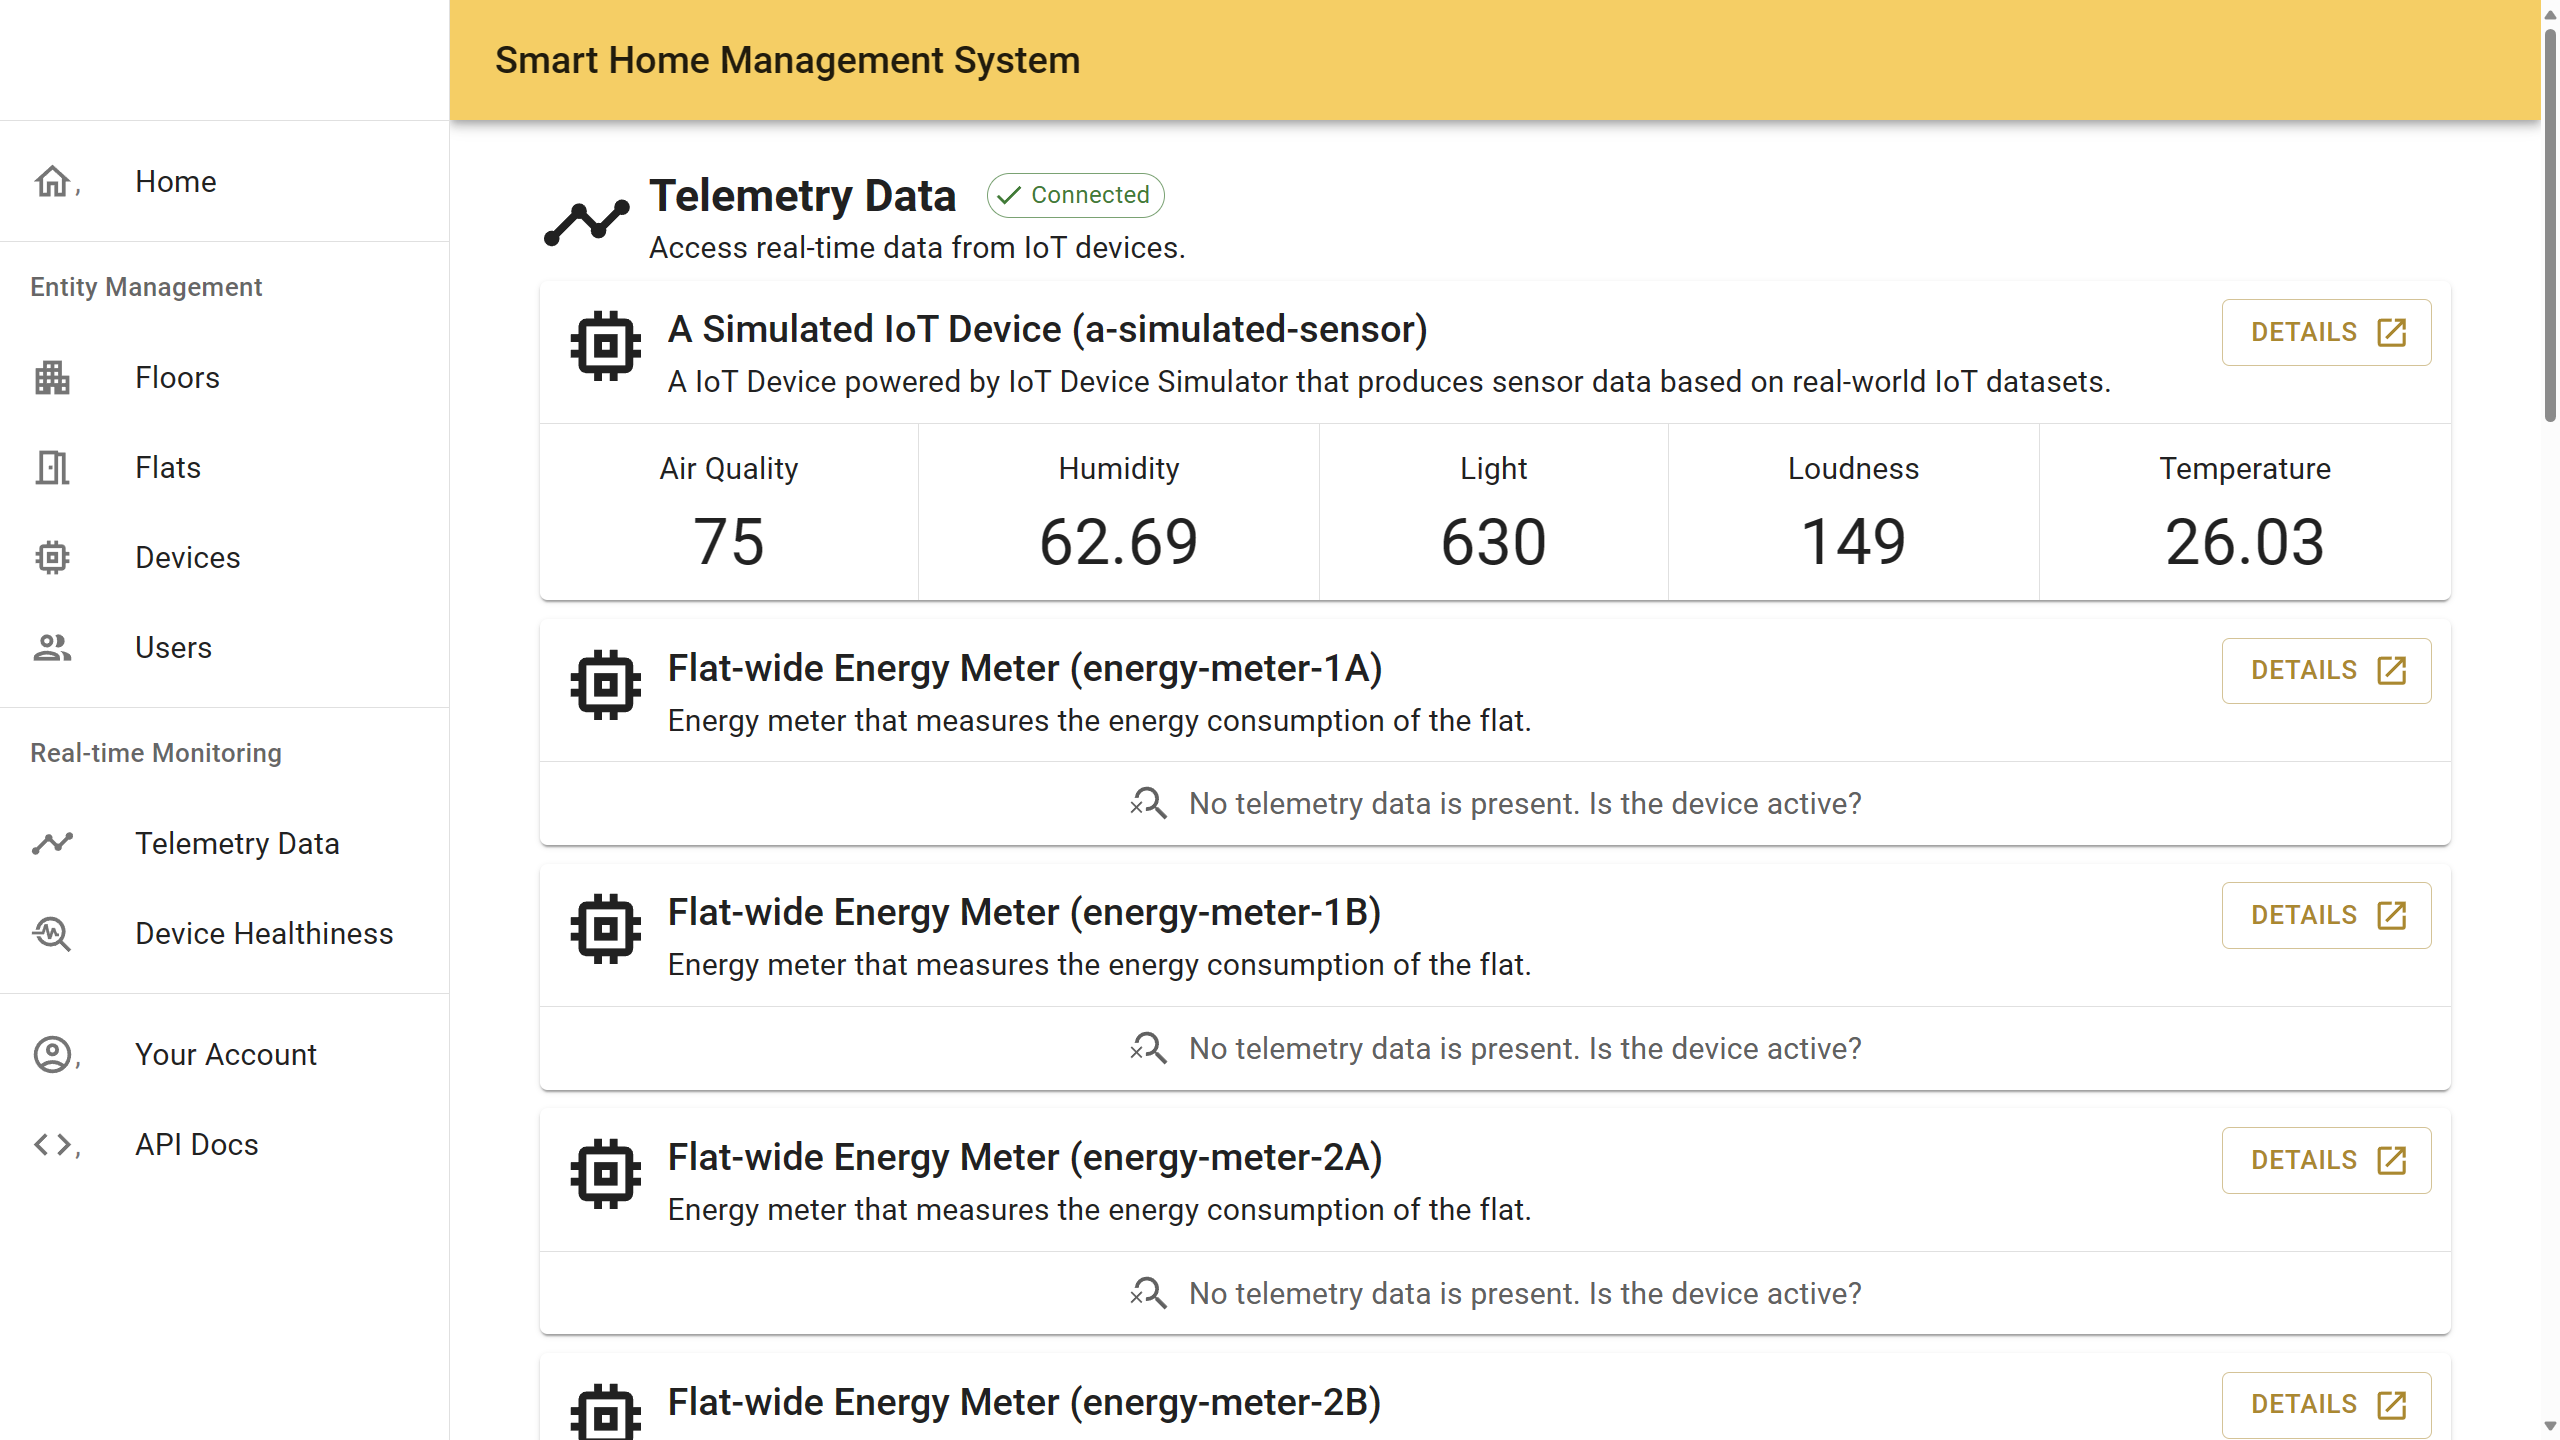 Smart Home Management System
Home
Entity Management
Floors
Flats
Devices
Users
Real-time Monitoring
Telemetry Data
Device Healthiness
Your Account
API Docs
Telemetry Data
Connected
Access real-time data from IoT devices.
A Simulated IoT Device (a-simulated-sensor)
DETAILS
A IoT Device powered by IoT Device Simulator that produces sensor data based on real-world IoT datasets.
Air Quality
75
Humidity
62.69
Light
630
Loudness
149
Temperature
26.03
Flat-wide Energy Meter (energy-meter-1A)
DETAILS
Energy meter that measures the energy consumption of the flat.
No telemetry data is present. Is the device active?
Flat-wide Energy Meter (energy-meter-1B)
DETAILS
Energy meter that measures the energy consumption of the flat.
No telemetry data is present. Is the device active?
Flat-wide Energy Meter (energy-meter-2A)
DETAILS
Energy meter that measures the energy consumption of the flat.
No telemetry data is present. Is the device active?
Flat-wide Energy Meter (energy-meter-2B)
DETAILS